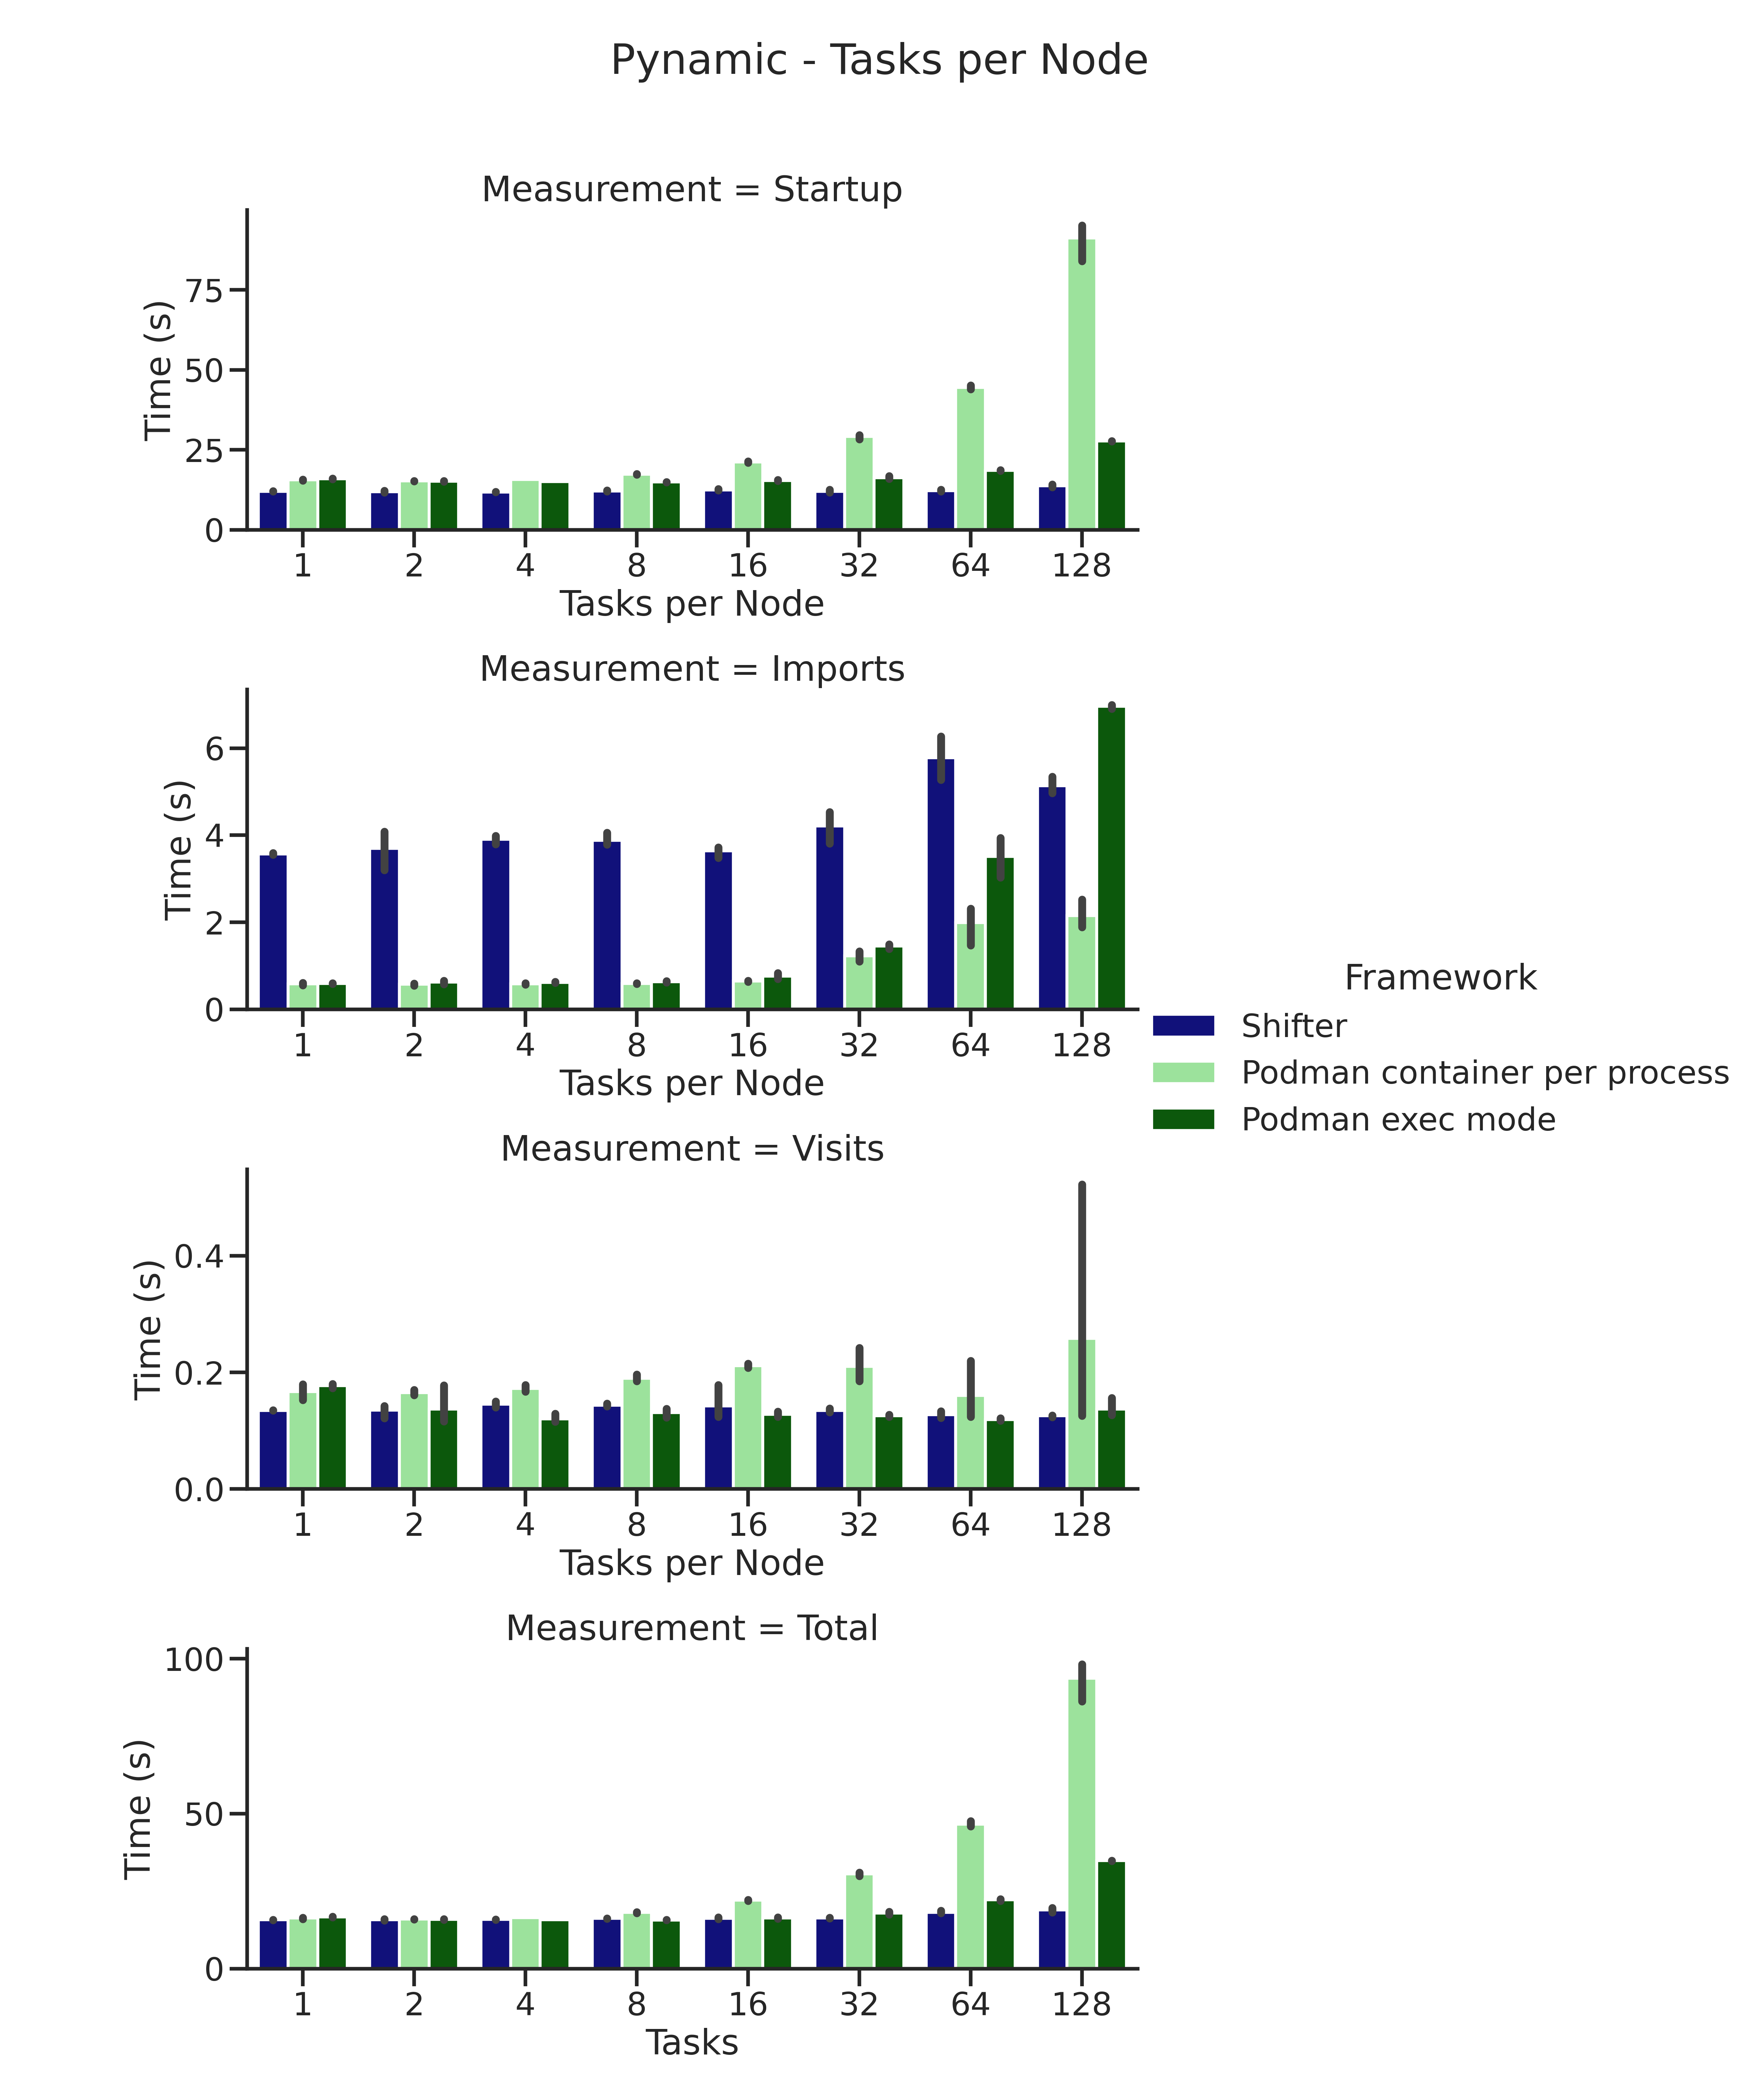 Pynamic - Tasks per Node
Measurement = Startup
Time (s)
75
50
25
0
1 2 4 8 16 32 64 128
Tasks per Node
Measurement = Imports
Time (s)
6
4
2
0
1 2 4 8 16 32 64 128
Tasks per Node
Framework
Shifter
Podman container per process
Podman exec mode
Measurement = Visits
Time (s)
0.4
0.2
0.0
1 2 4 8 16 32 64 128
Tasks per Node
Measurement = Total
Time (s)
100
50
0
1 2 4 8 16 32 64 128
Tasks